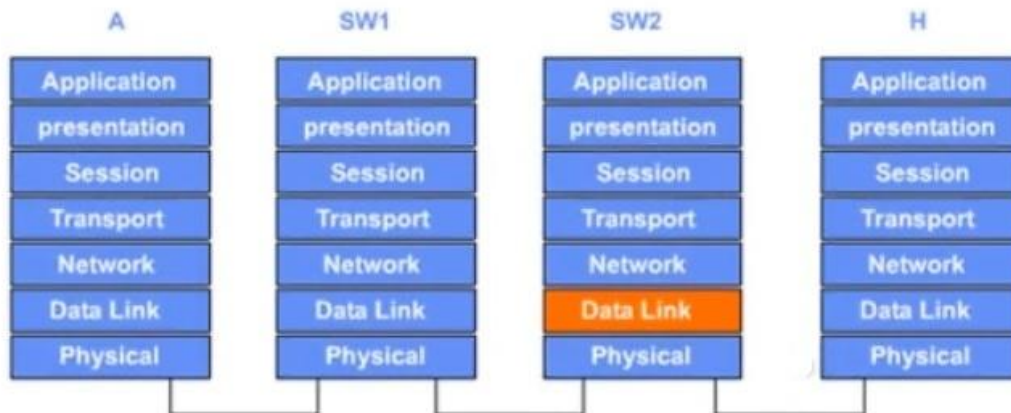 A SW1 SW2 H
Application Application Application Application
presentation presentation presentation presentation
Session Session Session Session
Transport Transport Transport Transport
Network Network Network Network
Data Link Data Link Data Link Data Link
Physical Physical Physical Physical